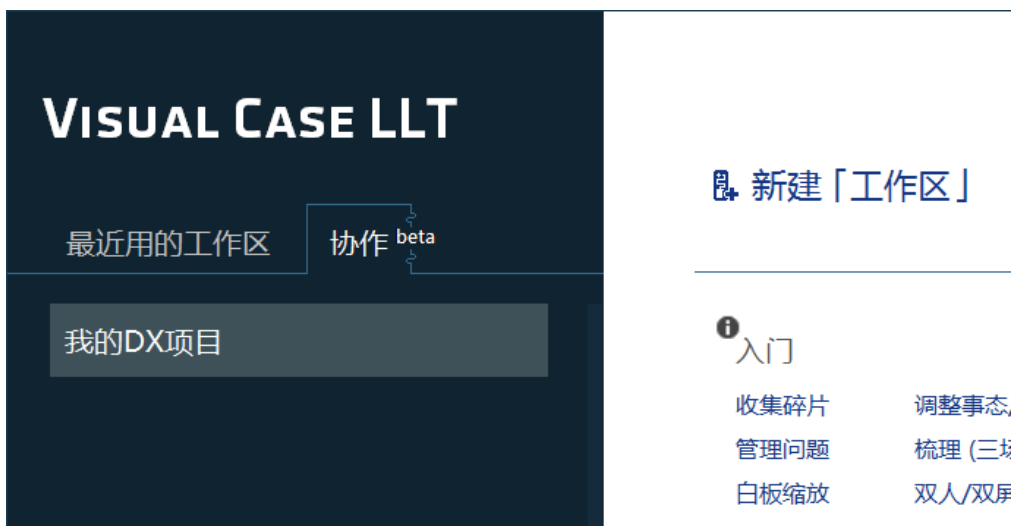 VISUAL CASE LLT
最近用的工作区
协作 beta
我的DX项目
新建「工作区」
入门
收集碎片
调整事态/
管理问题
梳理 (三
白板缩放
双人/双屏